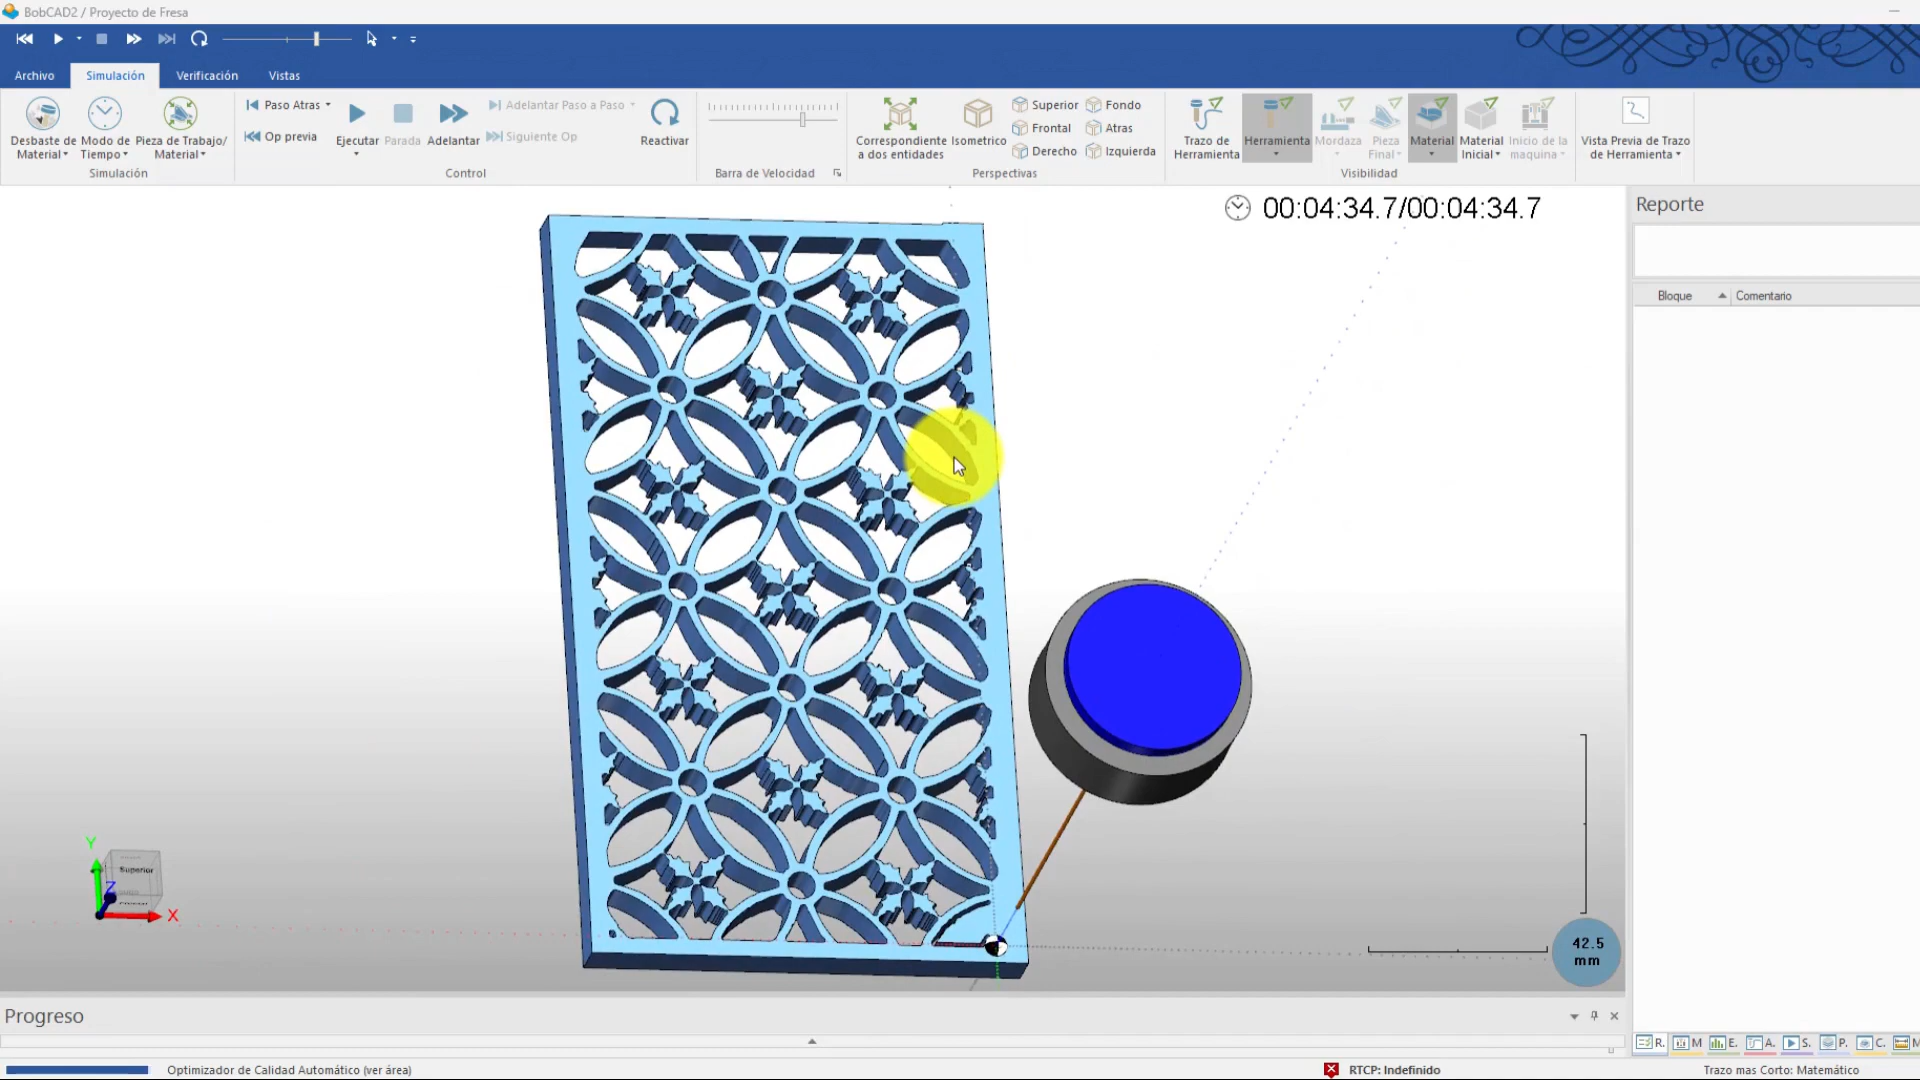 BobCAD2 / Proyecto de Fresa
Archivo
Simulación
Verificación
Vistas
Desbaste de Material
Modo de Tiempo
Pieza de Trabajo/ Material
Simulación
Paso Atras
Op previa
Ejecutar
Parada
Adelantar
Adelantar Paso a Paso
Siguiente Op
Reactivar
Control
Barra de Velocidad
Correspondiente a dos entidades
Isometrico
Superior
Frontal
Derecho
Fondo
Atras
Izquierda
Perspectivas
Trazo de Herramienta
Herramienta
Mordaza
Pieza Final
Material
Material Inicial
Inicio de la maquina
Visibilidad
Vista Previa de Trazo de Herramienta
00:04:34.7/00:04:34.7
Reporte
Bloque
Comentario
Y
Z
X
Superior
42.5 mm
Progreso
R.
M
E.
A.
S.
P.
C.
M
Optimizador de Calidad Automático (ver área)
RTCP: Indefinido
Trazo mas Corto: Matemático